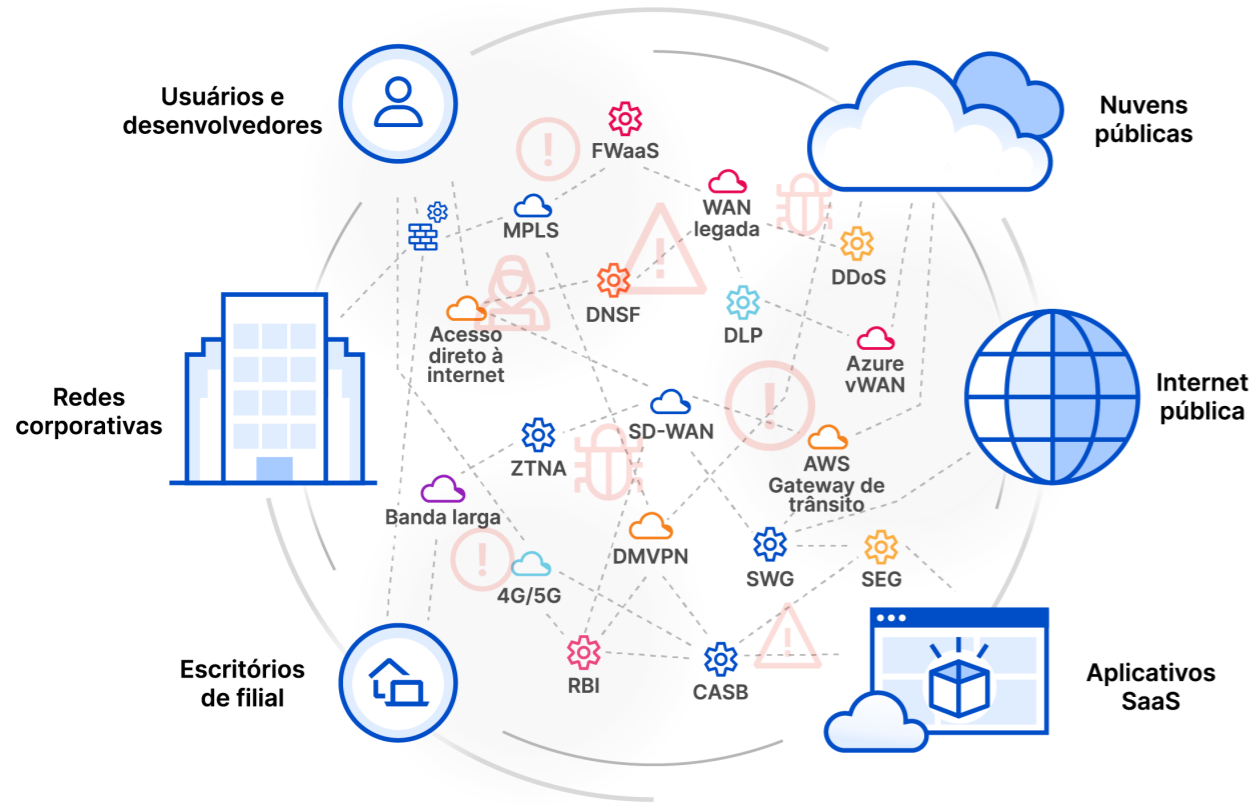 Usuários e
desenvolvedores
Nuvens
públicas
FWaaS
MPLS
WAN
legada
DDoS
DNSF
DLP
Acesso
direto à
internet
Azure
vWAN
Redes
corporativas
Internet
pública
SD-WAN
ZTNA
AWS
Gateway de
trânsito
Banda larga
DMVPN
SWG
SEG
4G/5G
Escritórios
de filial
RBI
CASB
Aplicativos
SaaS